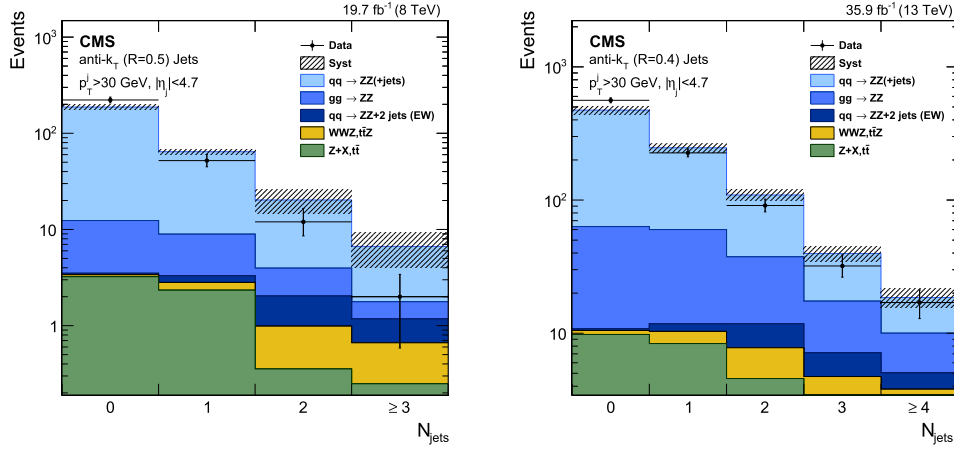 19.7 fb⁻¹ (8 TeV)
Events
CMS
anti-k_T (R=0.5) Jets
p_T^j>30 GeV, |η_j|<4.7
Data
Syst
qq → ZZ(+jets)
gg → ZZ
qq → ZZ+2 jets (EW)
WWZ,tt̄Z
Z+X,tt̄
10³
10²
10
1
0 1 2 ≥ 3
N_jets
35.9 fb⁻¹ (13 TeV)
Events
CMS
anti-k_T (R=0.4) Jets
p_T^j>30 GeV, |η_j|<4.7
Data
Syst
qq → ZZ(+jets)
gg → ZZ
qq → ZZ+2 jets (EW)
WWZ,tt̄Z
Z+X,tt̄
10³
10²
10
0 1 2 3 ≥ 4
N_jets